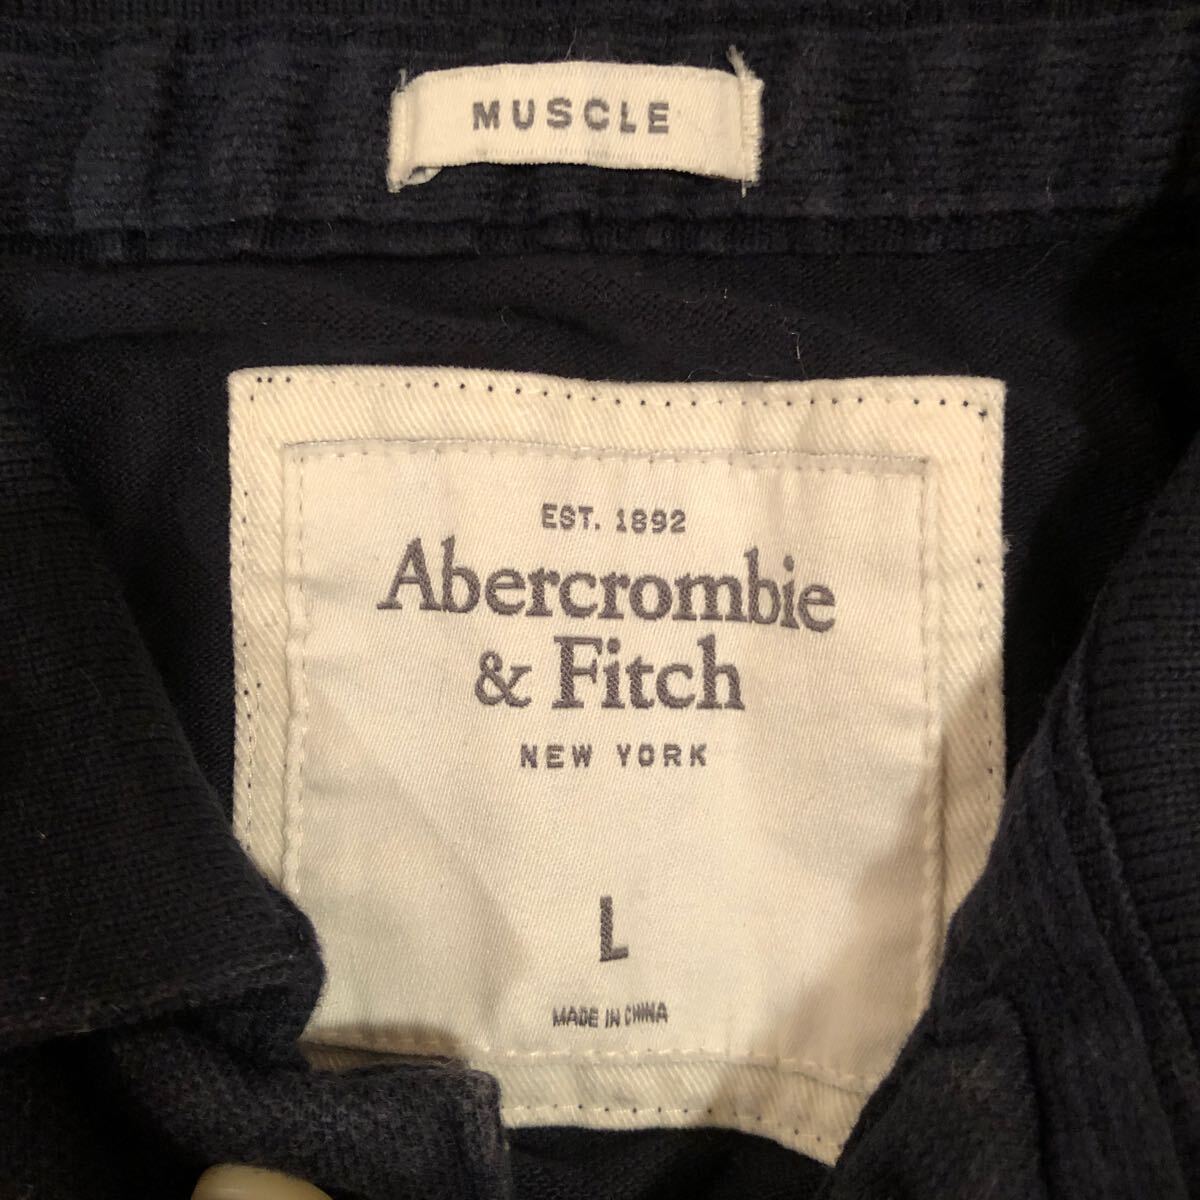 MUSCLE
EST. 1892
Abercrombie
& Fitch
NEW YORK
L
MADE IN CHINA